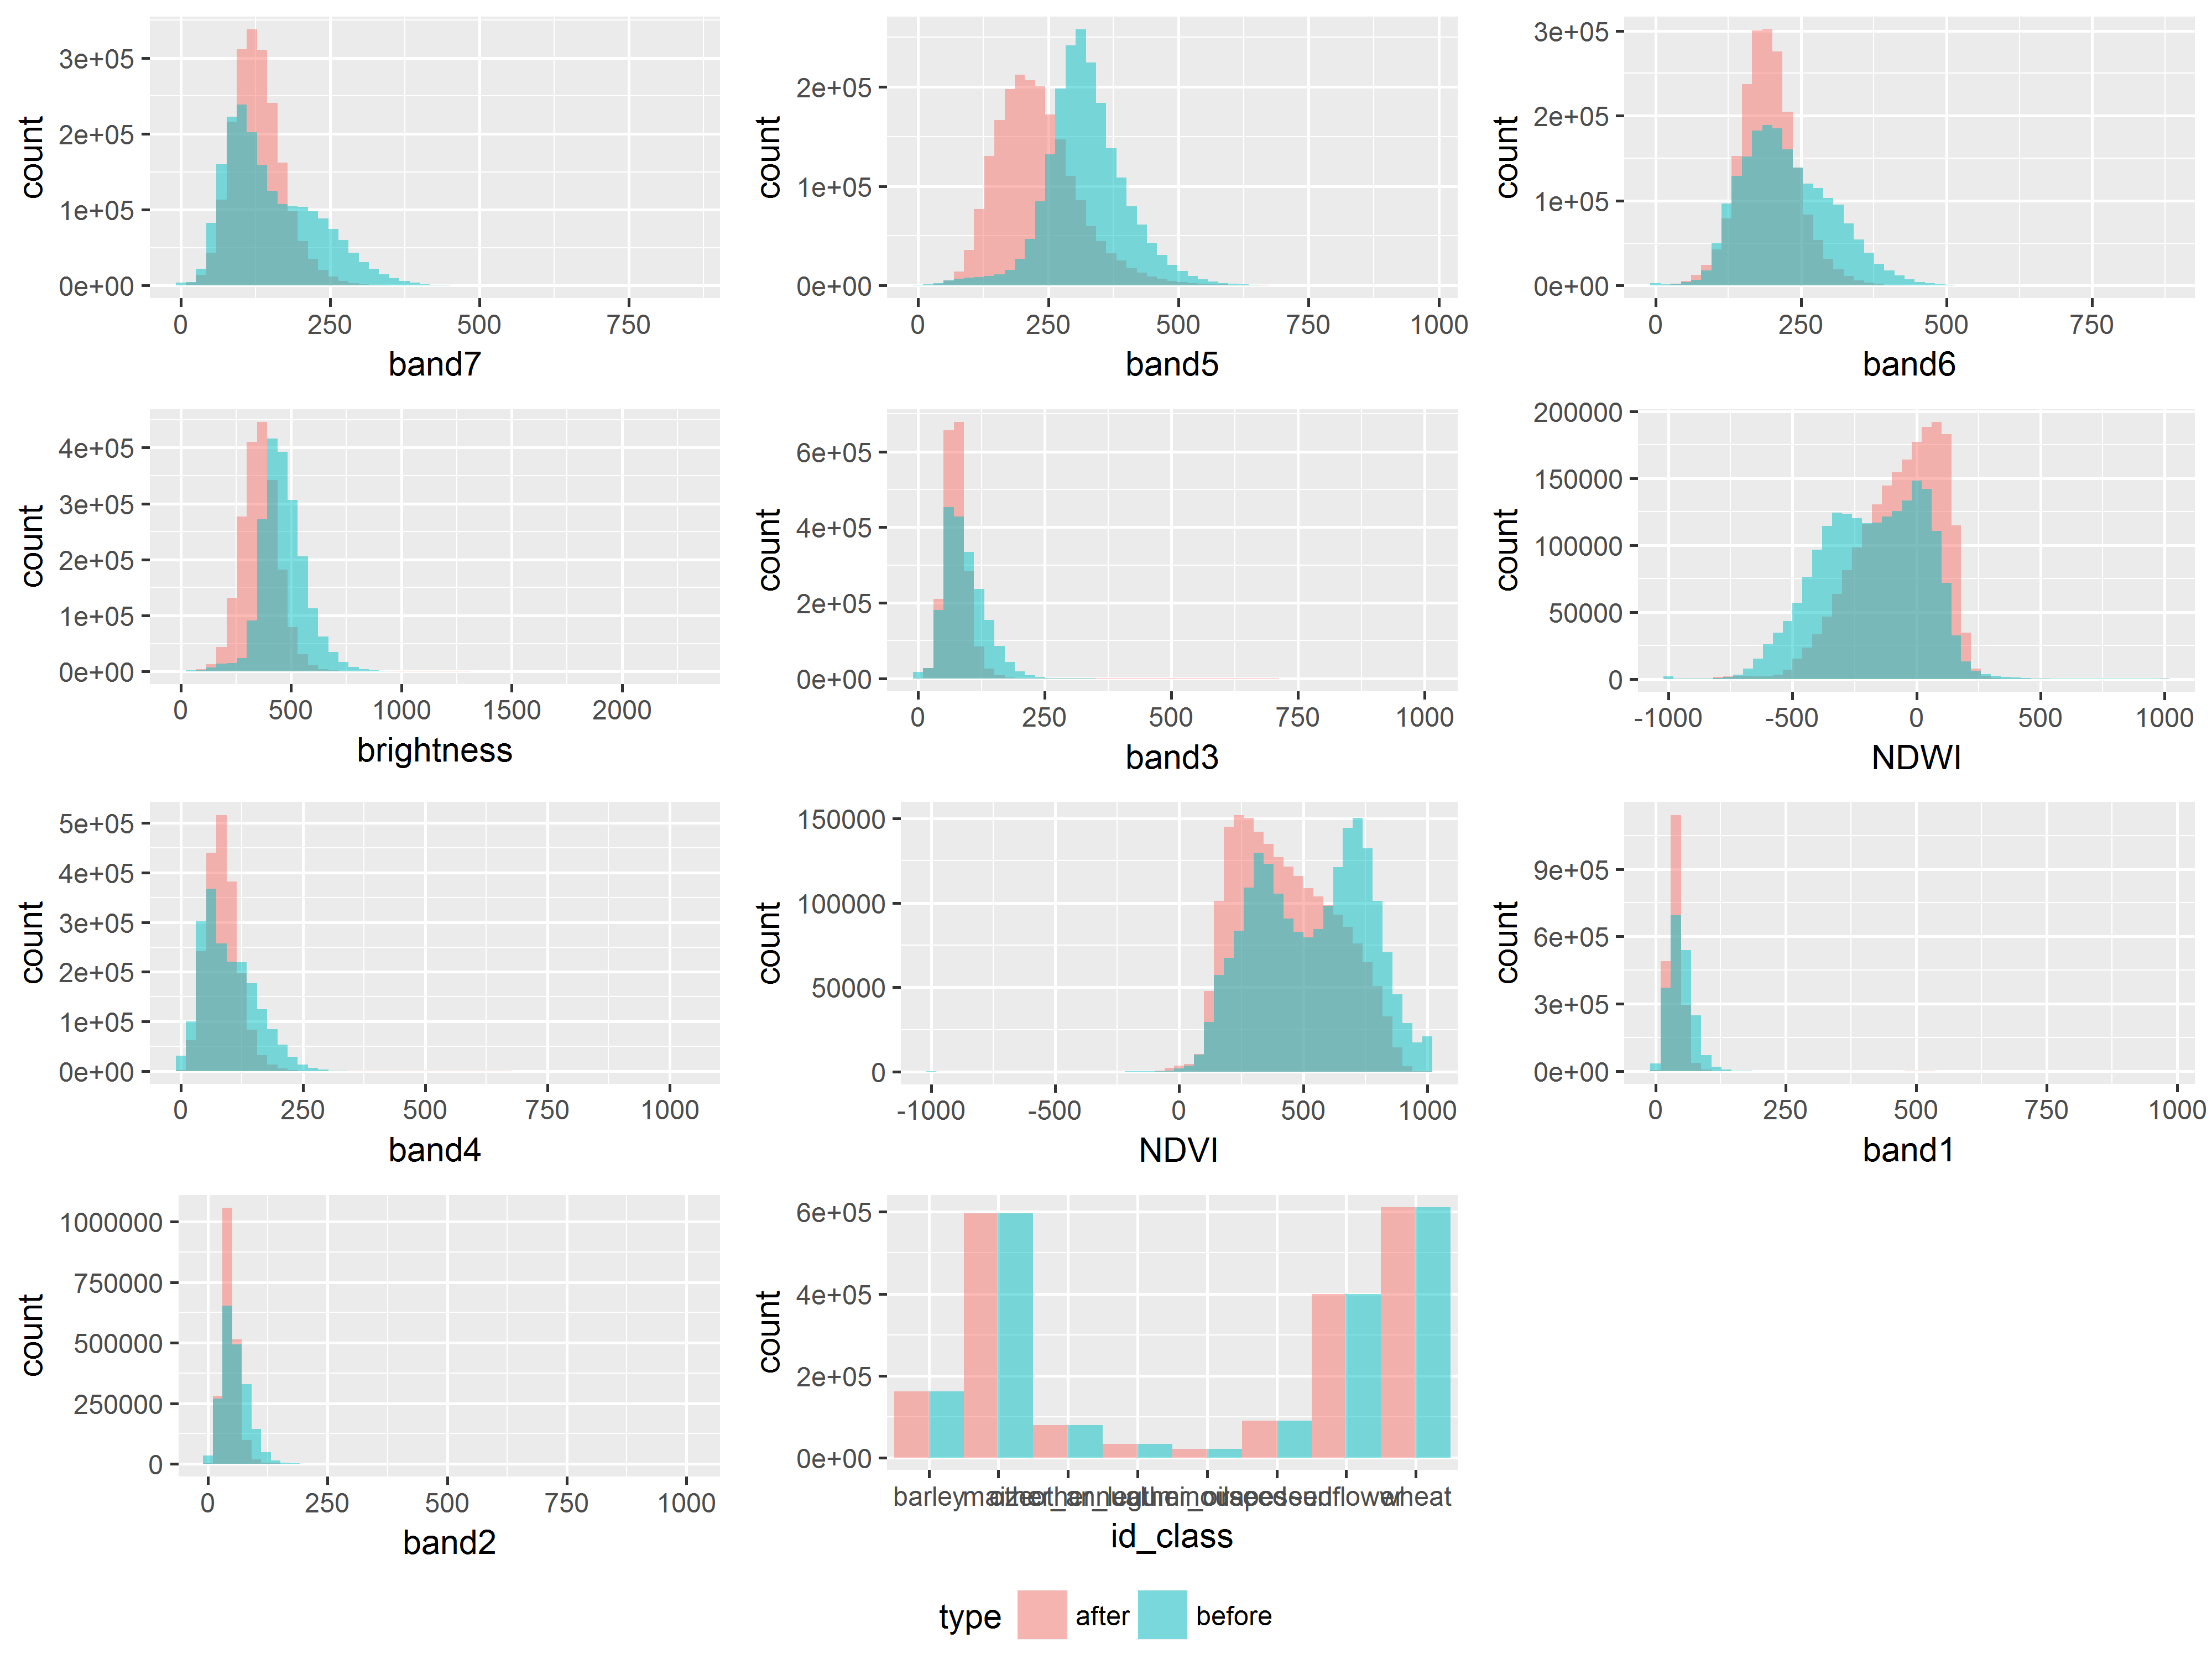 count
3e+05
2e+05
1e+05
0e+00
0 250 500 750
band7
count
2e+05
1e+05
0e+00
0 250 500 750 1000
band5
count
3e+05
2e+05
1e+05
0e+00
0 250 500 750
band6
count
4e+05
3e+05
2e+05
1e+05
0e+00
0 500 1000 1500 2000
brightness
count
6e+05
4e+05
2e+05
0e+00
0 250 500 750 1000
band3
count
200000
150000
100000
50000
0
-1000 -500 0 500 1000
NDWI
count
5e+05
4e+05
3e+05
2e+05
1e+05
0e+00
0 250 500 750 1000
band4
count
150000
100000
50000
0
-1000 -500 0 500 1000
NDVI
count
9e+05
6e+05
3e+05
0e+00
0 250 500 750 1000
band1
count
1000000
750000
500000
250000
0
0 250 500 750 1000
band2
count
6e+05
4e+05
2e+05
0e+00
barley wheat
id_class
type after before